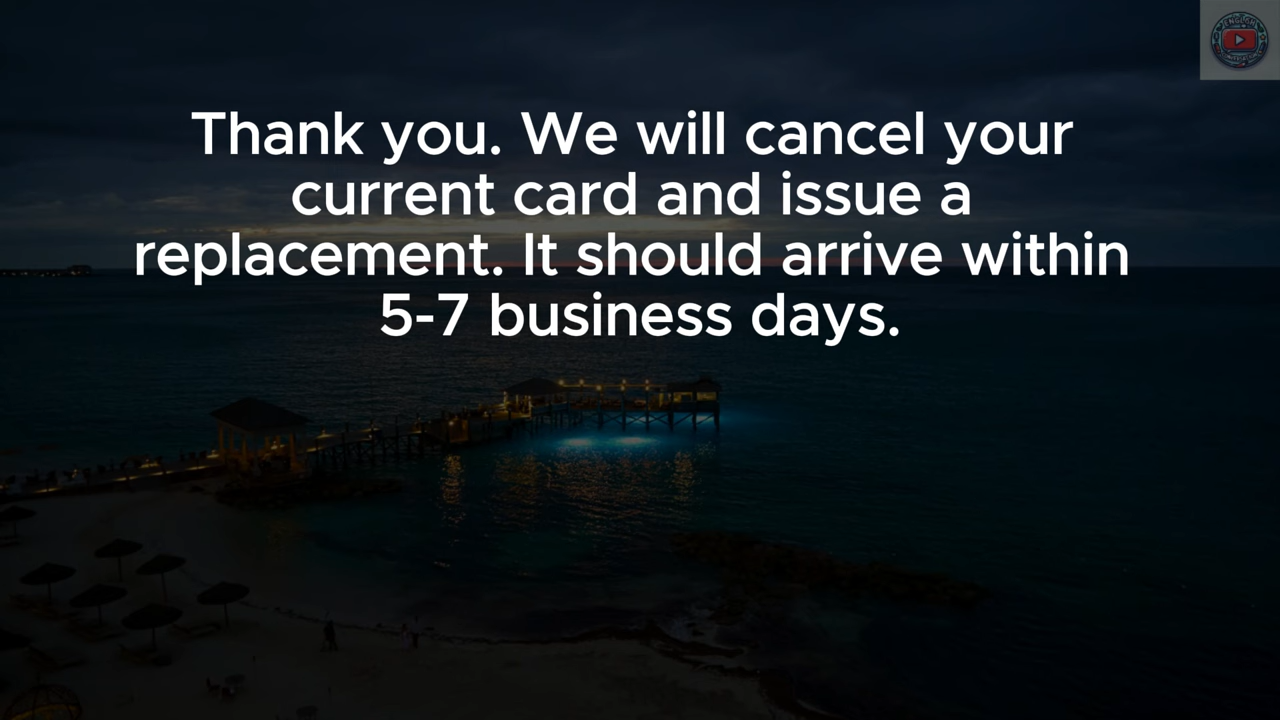 Thank you. We will cancel your
current card and issue a
replacement. It should arrive within
5-7 business days.
ENGLISH